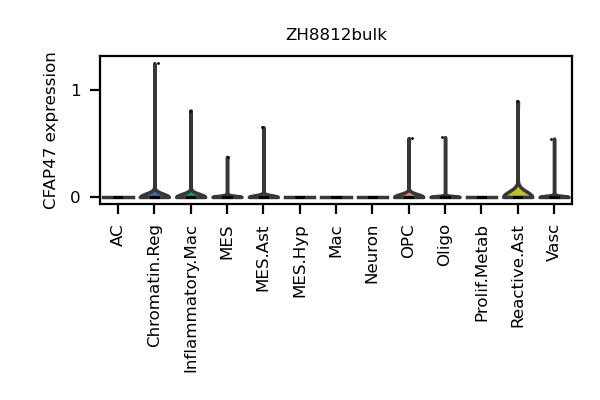 ZH8812bulk
CFAP47 expression
1
0
AC
Chromatin.Reg
Inflammatory.Mac
MES
MES.Ast
MES.Hyp
Mac
Neuron
OPC
Oligo
Prolif.Metab
Reactive.Ast
Vasc